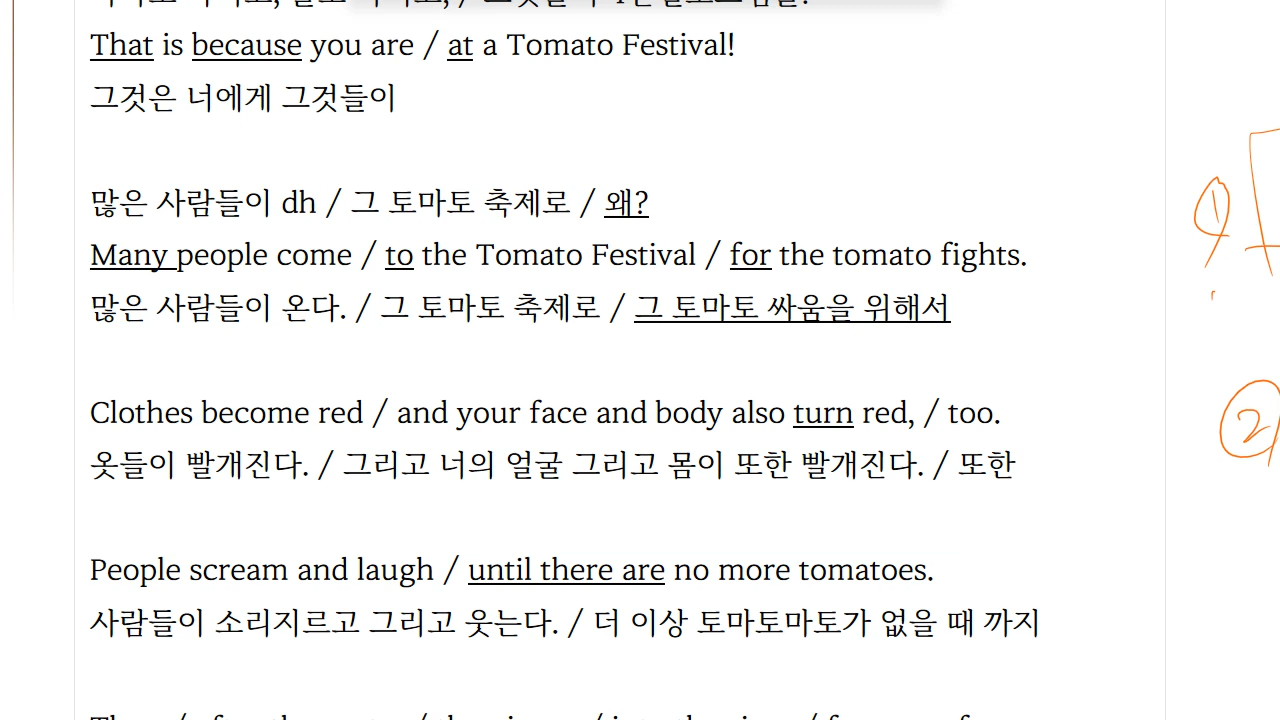 That is because you are / at a Tomato Festival!
그것은 너에게 그것들이
많은 사람들이 dh / 그 토마토 축제로 / 왜?
Many people come / to the Tomato Festival / for the tomato fights.
많은 사람들이 온다. / 그 토마토 축제로 / 그 토마토 싸움을 위해서
Clothes become red / and your face and body also turn red, / too.
옷들이 빨개진다. / 그리고 너의 얼굴 그리고 몸이 또한 빨개진다. / 또한
People scream and laugh / until there are no more tomatoes.
사람들이 소리지르고 그리고 웃는다. / 더 이상 토마토마토가 없을 때 까지
①
②